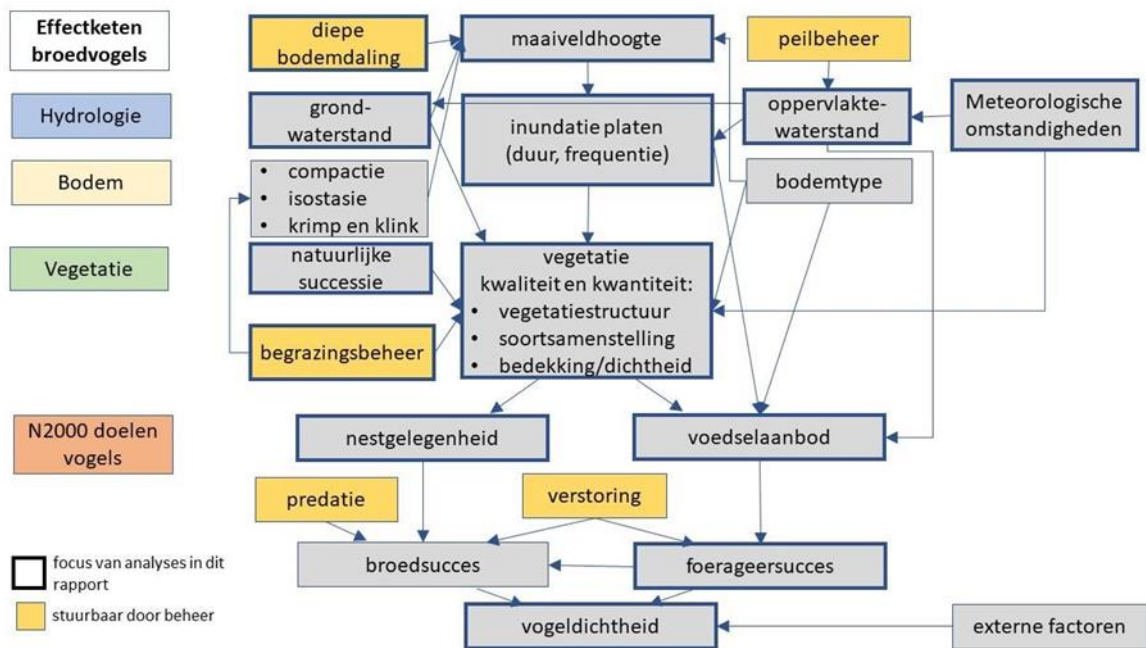 Effectketen
broedvogels
diepe
bodemdaling
maaiveldhoogte
peilbeheer
Hydrologie
grond-
waterstand
inundatie platen
(duur, frequentie)
oppervlakte-
waterstand
Meteorologische
omstandigheden
Bodem
• compactie
• isostasie
• krimp en klink
bodemtype
Vegetatie
natuurlijke
successie
vegetatie
kwaliteit en kwantiteit:
• vegetatiestructuur
• soortsamenstelling
• bedekking/dichtheid
begrazingsbeheer
N2000 doelen
vogels
nestgelegenheid
voedselaanbod
predatie
verstoring
broedsucces
foerageersucces
vogeldichtheid
externe factoren
focus van analyses in dit
rapport
stuurbaar door beheer